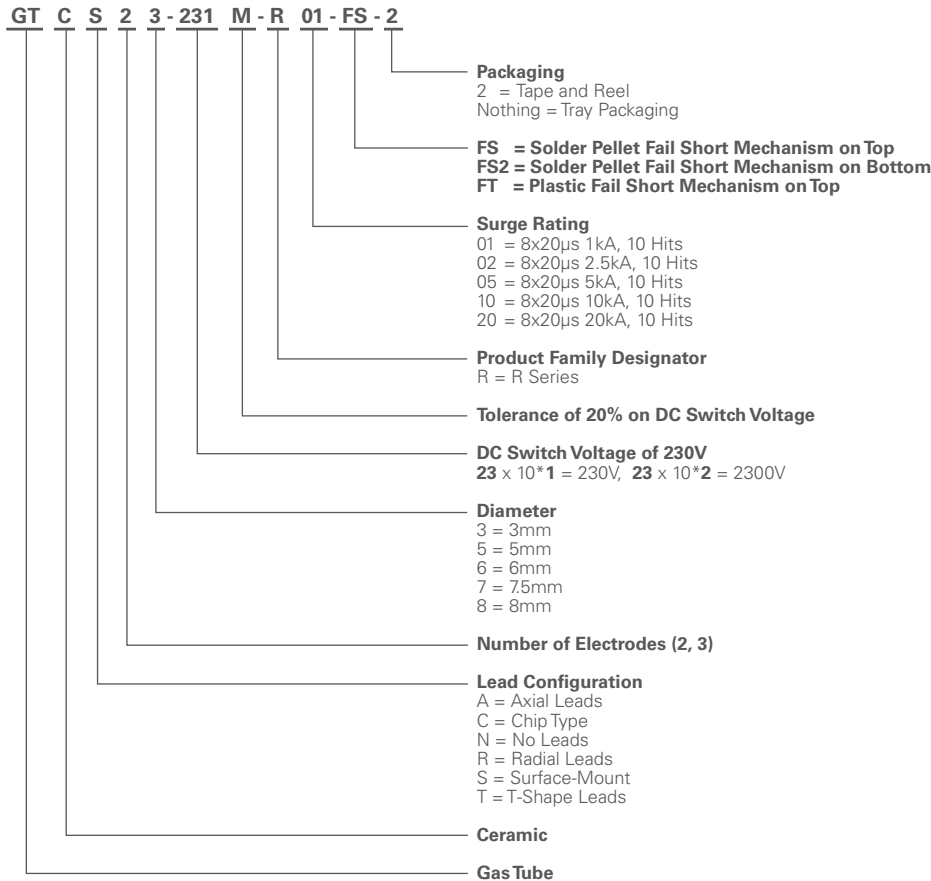 GT C S 2 3 - 231 M - R 01 - FS - 2
Packaging
2 = Tape and Reel
Nothing = Tray Packaging
FS = Solder Pellet Fail Short Mechanism on Top
FS2 = Solder Pellet Fail Short Mechanism on Bottom
FT = Plastic Fail Short Mechanism on Top
Surge Rating
01 = 8x20µs 1kA, 10 Hits
02 = 8x20µs 2.5kA, 10 Hits
05 = 8x20µs 5kA, 10 Hits
10 = 8x20µs 10kA, 10 Hits
20 = 8x20µs 20kA, 10 Hits
Product Family Designator
R = R Series
Tolerance of 20% on DC Switch Voltage
DC Switch Voltage of 230V
23 x 10*1 = 230V, 23 x 10*2 = 2300V
Diameter
3 = 3mm
5 = 5mm
6 = 6mm
7 = 7.5mm
8 = 8mm
Number of Electrodes (2, 3)
Lead Configuration
A = Axial Leads
C = Chip Type
N = No Leads
R = Radial Leads
S = Surface-Mount
T = T-Shape Leads
Ceramic
Gas Tube